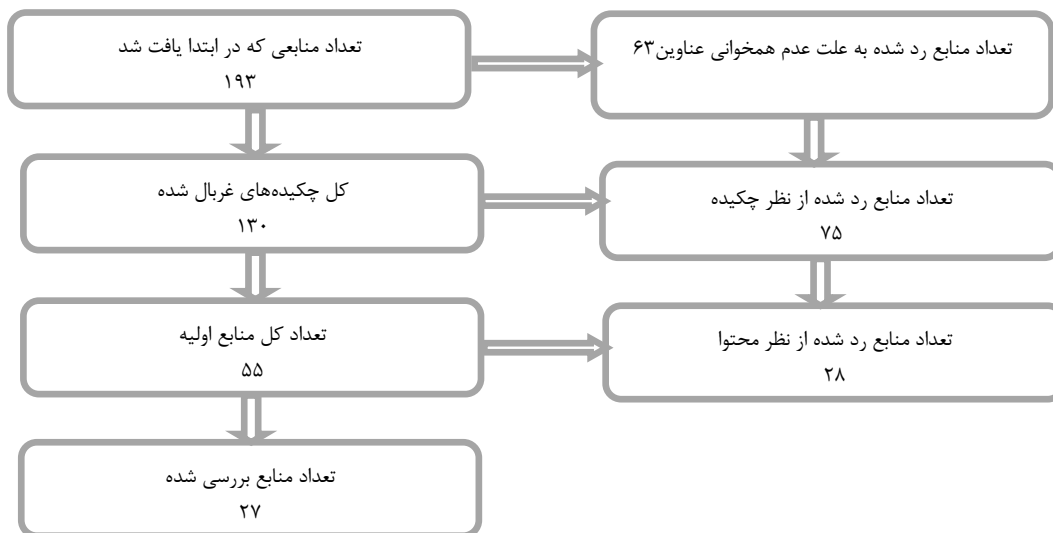 تعداد منابعی که در ابتدا یافت شد
۱۹۳
تعداد منابع رد شده به علت عدم همخوانی عناوین۶۳
کل چکیده‌های غربال شده
۱۳۰
تعداد منابع رد شده از نظر چکیده
۷۵
تعداد کل منابع اولیه
۵۵
تعداد منابع رد شده از نظر محتوا
۲۸
تعداد منابع بررسی شده
۲۷